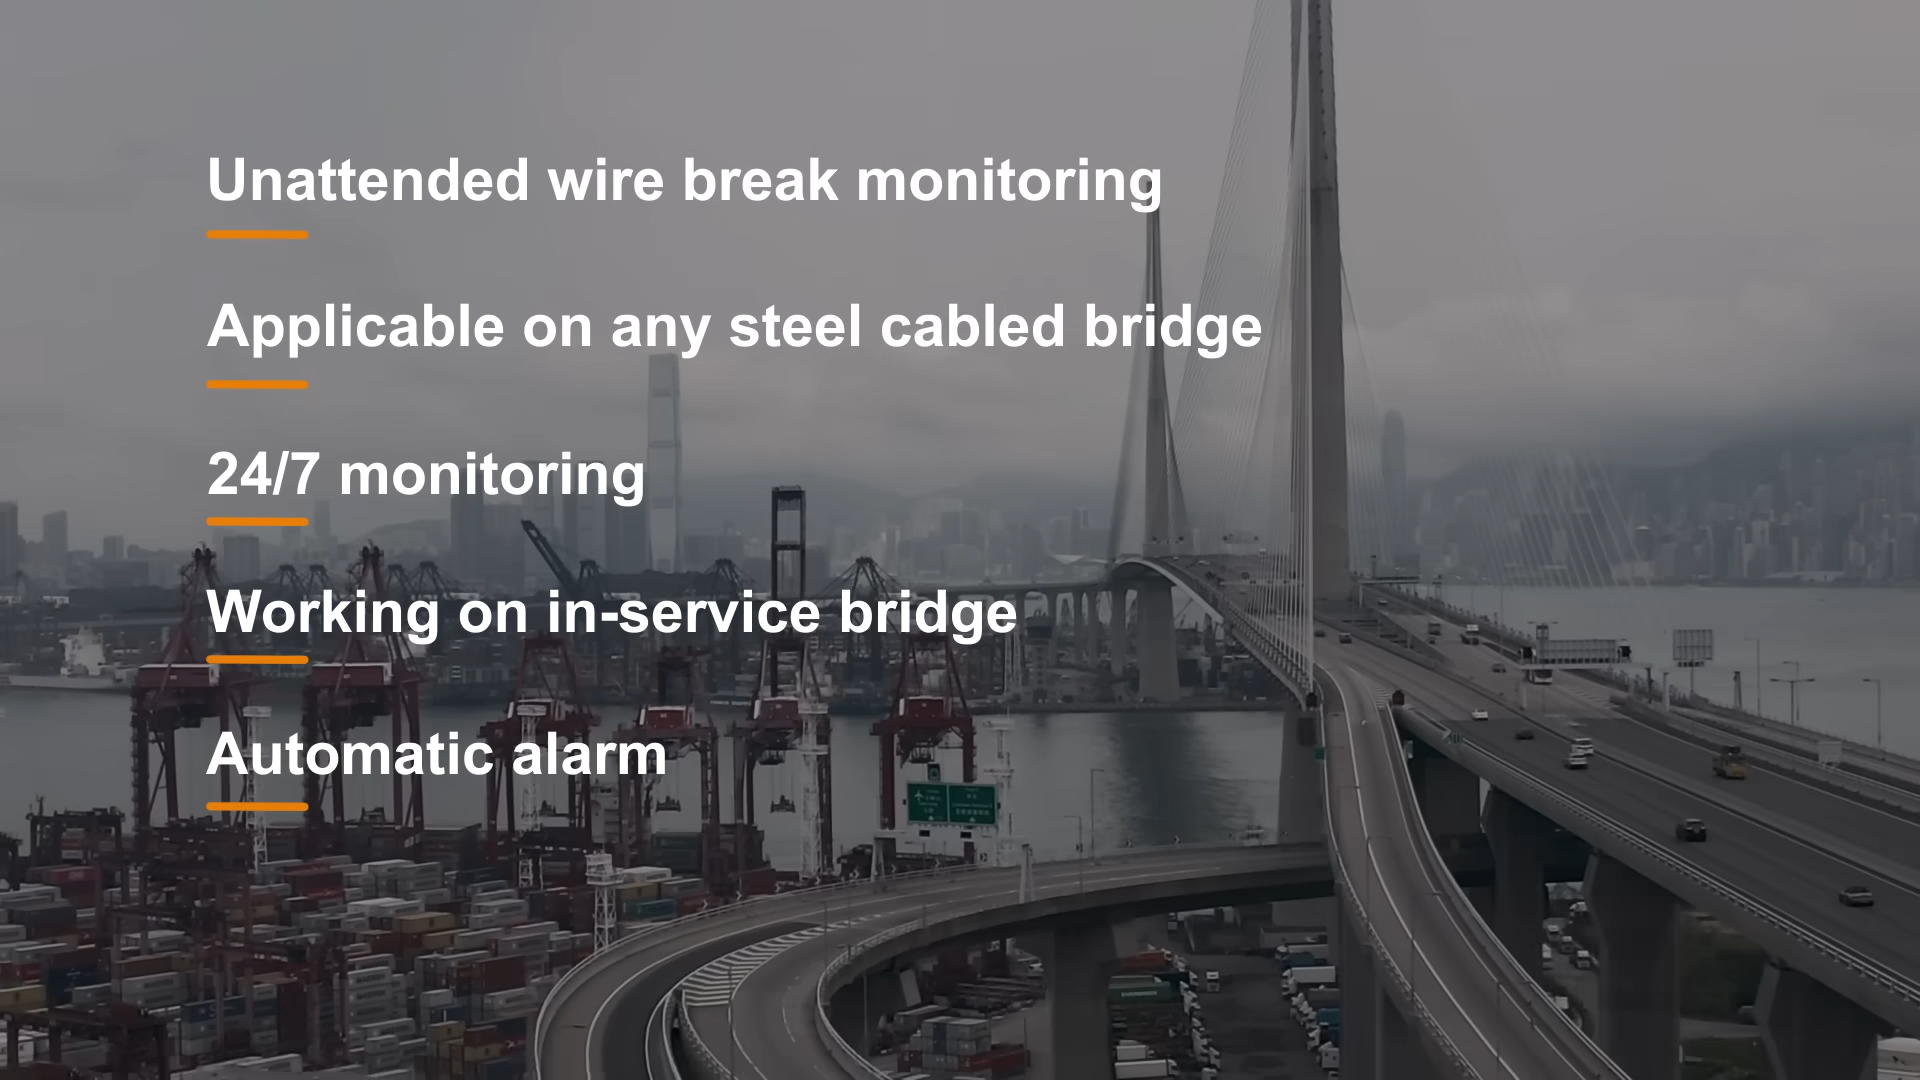 Unattended wire break monitoring
Applicable on any steel cabled bridge
24/7 monitoring
Working on in-service bridge
Automatic alarm